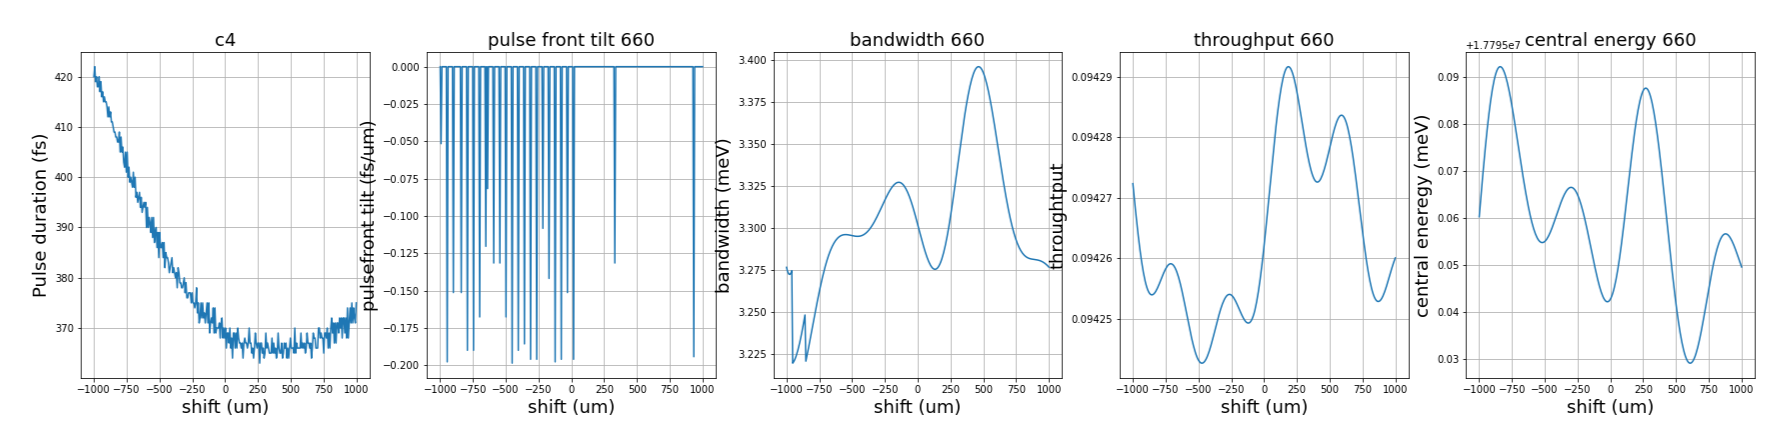 c4
420
410
400
390
380
370
Pulse duration (fs)
−1000 −750 −500 −250 0 250 500 750 1000
shift (um)
pulse front tilt 660
0.000
−0.025
−0.050
−0.075
−0.100
−0.125
−0.150
−0.175
−0.200
pulsefront tilt (fs/um)
−1000 −750 −500 −250 0 250 500 750 1000
shift (um)
bandwidth 660
3.400
3.375
3.350
3.325
3.300
3.275
3.250
3.225
bandwidth (meV)
−1000 −750 −500 −250 0 250 500 750 1000
shift (um)
throughput 660
0.09429
0.09428
0.09427
0.09426
0.09425
throughtput
−1000 −750 −500 −250 0 250 500 750 1000
shift (um)
+1.7795e7
central energy 660
0.09
0.08
0.07
0.06
0.05
0.04
0.03
central eneregy (meV)
−1000 −750 −500 −250 0 250 500 750 1000
shift (um)